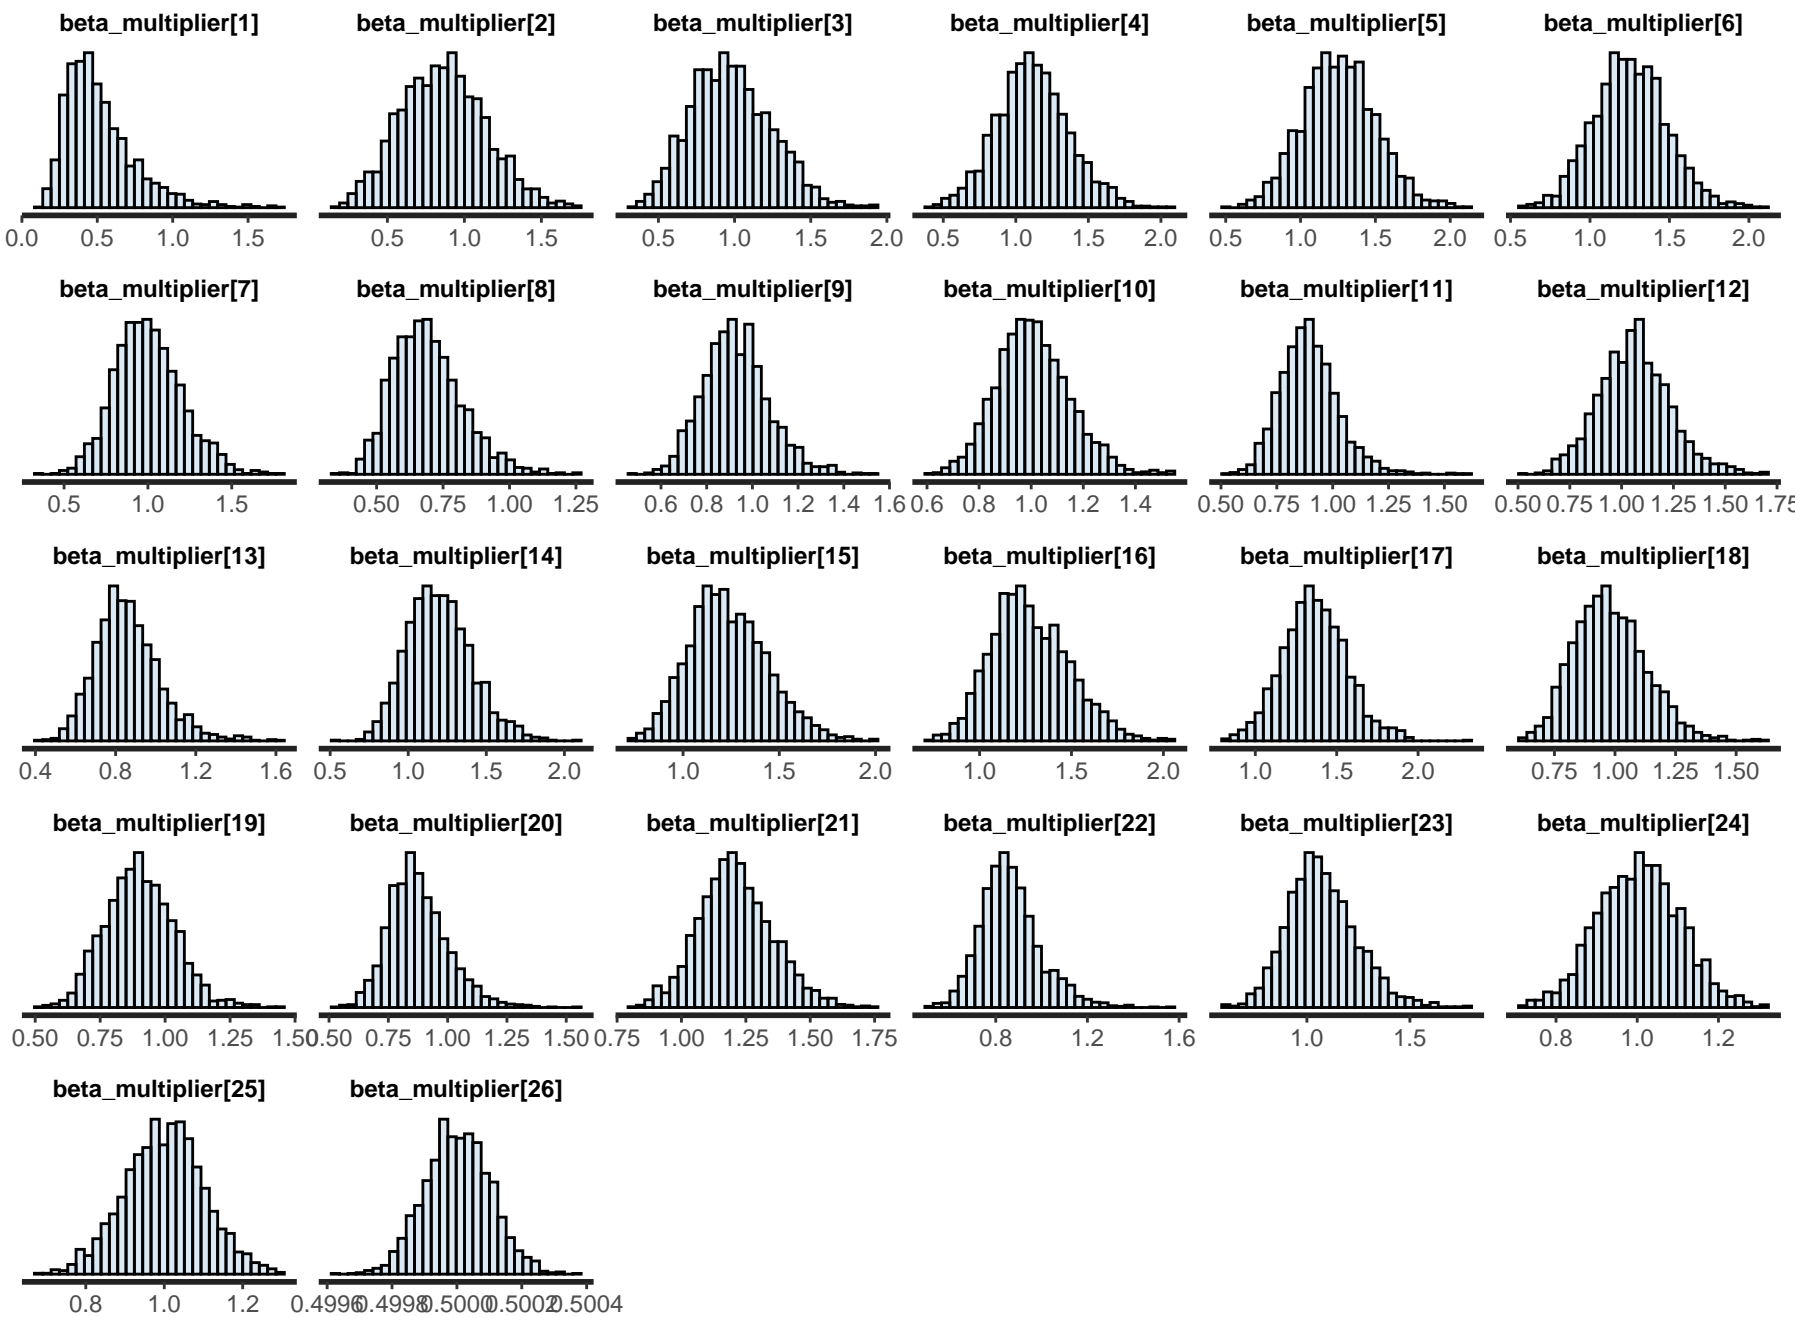 beta_multiplier[1] beta_multiplier[2] beta_multiplier[3] beta_multiplier[4] beta_multiplier[5] beta_multiplier[6]
0.0 0.5 1.0 1.5 0.5 1.0 1.5 0.5 1.0 1.5 2.0 0.5 1.0 1.5 2.0 0.5 1.0 1.5 2.0 0.5 1.0 1.5 2.0
beta_multiplier[7] beta_multiplier[8] beta_multiplier[9] beta_multiplier[10] beta_multiplier[11] beta_multiplier[12]
0.5 1.0 1.5 0.50 0.75 1.00 1.25 0.6 0.8 1.0 1.2 1.4 1.6 0.6 0.8 1.0 1.2 1.4 0.50 0.75 1.00 1.25 1.50 0.50 0.75 1.00 1.25 1.50 1.75
beta_multiplier[13] beta_multiplier[14] beta_multiplier[15] beta_multiplier[16] beta_multiplier[17] beta_multiplier[18]
0.4 0.8 1.2 1.6 0.5 1.0 1.5 2.0 1.0 1.5 2.0 1.0 1.5 2.0 1.0 1.5 2.0 0.75 1.00 1.25 1.50
beta_multiplier[19] beta_multiplier[20] beta_multiplier[21] beta_multiplier[22] beta_multiplier[23] beta_multiplier[24]
0.50 0.75 1.00 1.25 1.50 0.50 0.75 1.00 1.25 1.50 0.75 1.00 1.25 1.50 1.75 0.8 1.2 1.6 1.0 1.5 0.8 1.0 1.2
beta_multiplier[25] beta_multiplier[26]
0.8 1.0 1.2 0.4996 0.4998 0.5000 0.5002 0.5004